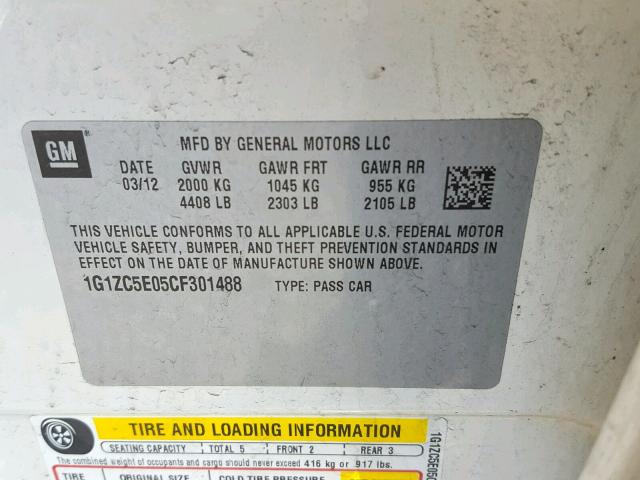 GM
MFD BY GENERAL MOTORS LLC
DATE GVWR GAWR FRT GAWR RR
03/12 2000 KG 1045 KG 955 KG
4408 LB 2303 LB 2105 LB
THIS VEHICLE CONFORMS TO ALL APPLICABLE U.S. FEDERAL MOTOR
VEHICLE SAFETY, BUMPER, AND THEFT PREVENTION STANDARDS IN
EFFECT ON THE DATE OF MANUFACTURE SHOWN ABOVE.
1G1ZC5E05CF301488 TYPE: PASS CAR
TIRE AND LOADING INFORMATION
SEATING CAPACITY TOTAL 5 FRONT 2 REAR 3
The combined weight of occupants and cargo should never exceed 416 kg or 917 lbs.
TIRE ORIGINAL SIZE COLD TIRE PRESSURE
1G1ZC5E05C